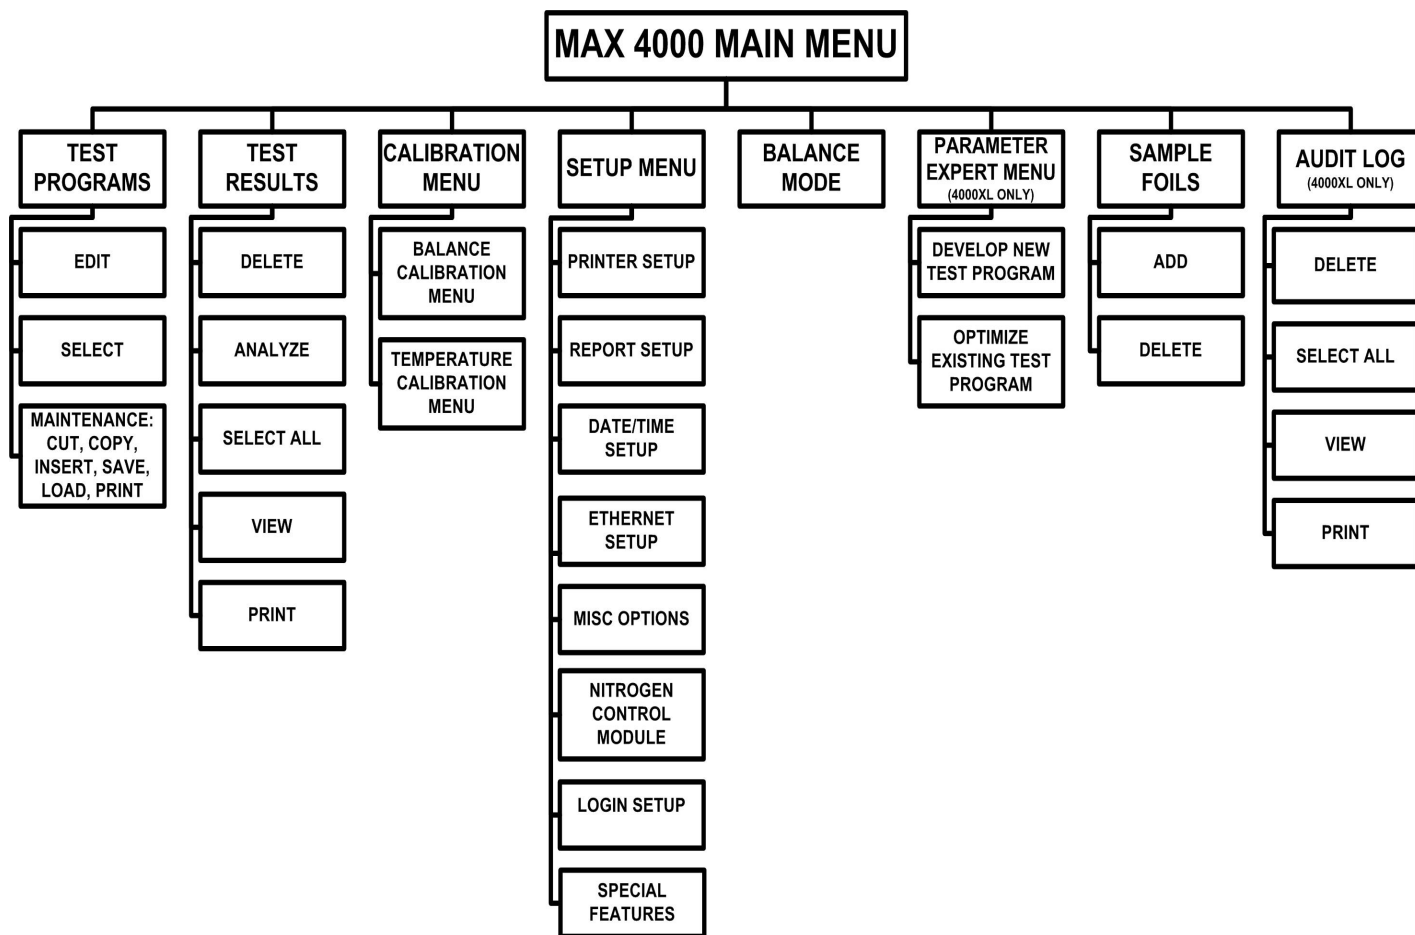 MAX 4000 MAIN MENU
TEST
PROGRAMS
EDIT
SELECT
MAINTENANCE:
CUT, COPY,
INSERT, SAVE,
LOAD, PRINT
TEST
RESULTS
DELETE
ANALYZE
SELECT ALL
VIEW
PRINT
CALIBRATION
MENU
BALANCE
CALIBRATION
MENU
TEMPERATURE
CALIBRATION
MENU
SETUP MENU
PRINTER SETUP
REPORT SETUP
DATE/TIME
SETUP
ETHERNET
SETUP
MISC OPTIONS
NITROGEN
CONTROL
MODULE
LOGIN SETUP
SPECIAL
FEATURES
BALANCE
MODE
PARAMETER
EXPERT MENU
(4000XL ONLY)
DEVELOP NEW
TEST PROGRAM
OPTIMIZE
EXISTING TEST
PROGRAM
SAMPLE
FOILS
ADD
DELETE
AUDIT LOG
(4000XL ONLY)
DELETE
SELECT ALL
VIEW
PRINT